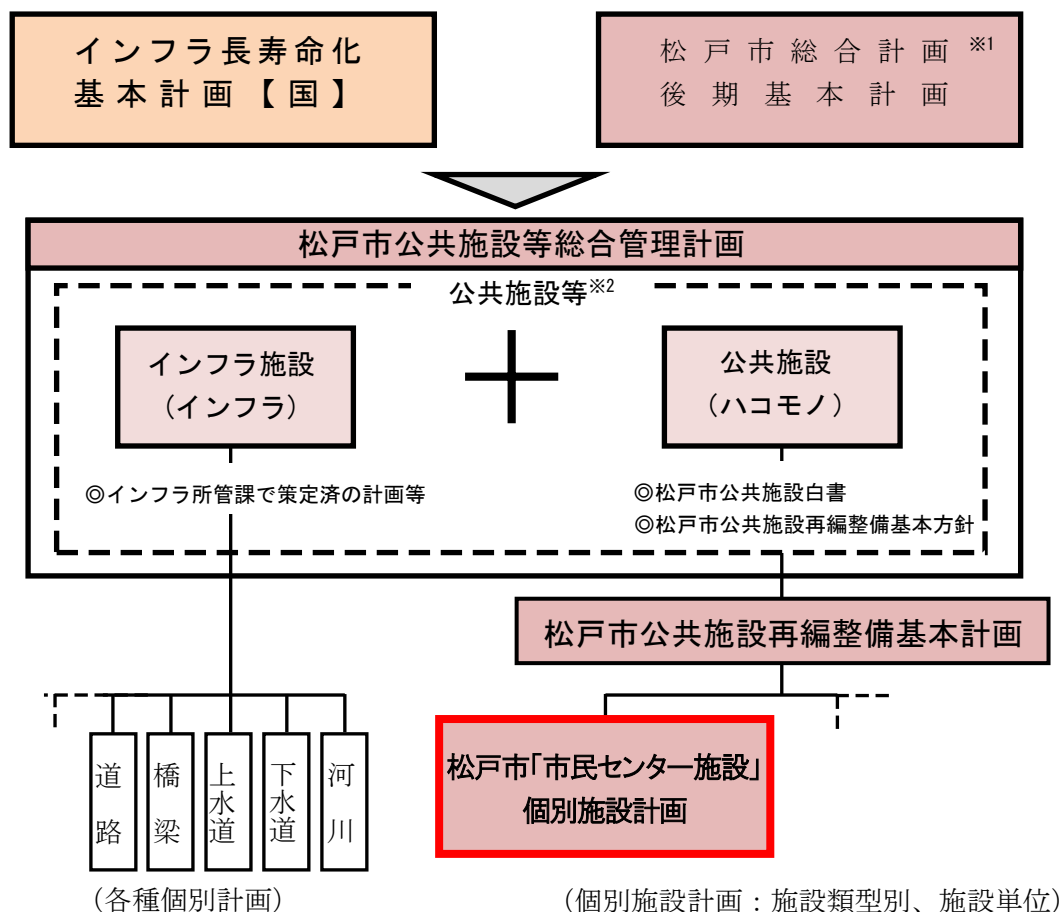 インフラ長寿命化
基本計画【国】
松戸市総合計画※1
後期基本計画
松戸市公共施設等総合管理計画
公共施設等※2
インフラ施設
(インフラ)
公共施設
(ハコモノ)
◎インフラ所管課で策定済の計画等
◎松戸市公共施設白書
◎松戸市公共施設再編整備基本方針
松戸市公共施設再編整備基本計画
道路
橋梁
上水道
下水道
河川
松戸市「市民センター施設」
個別施設計画
(各種個別計画)
(個別施設計画:施設類型別、施設単位)